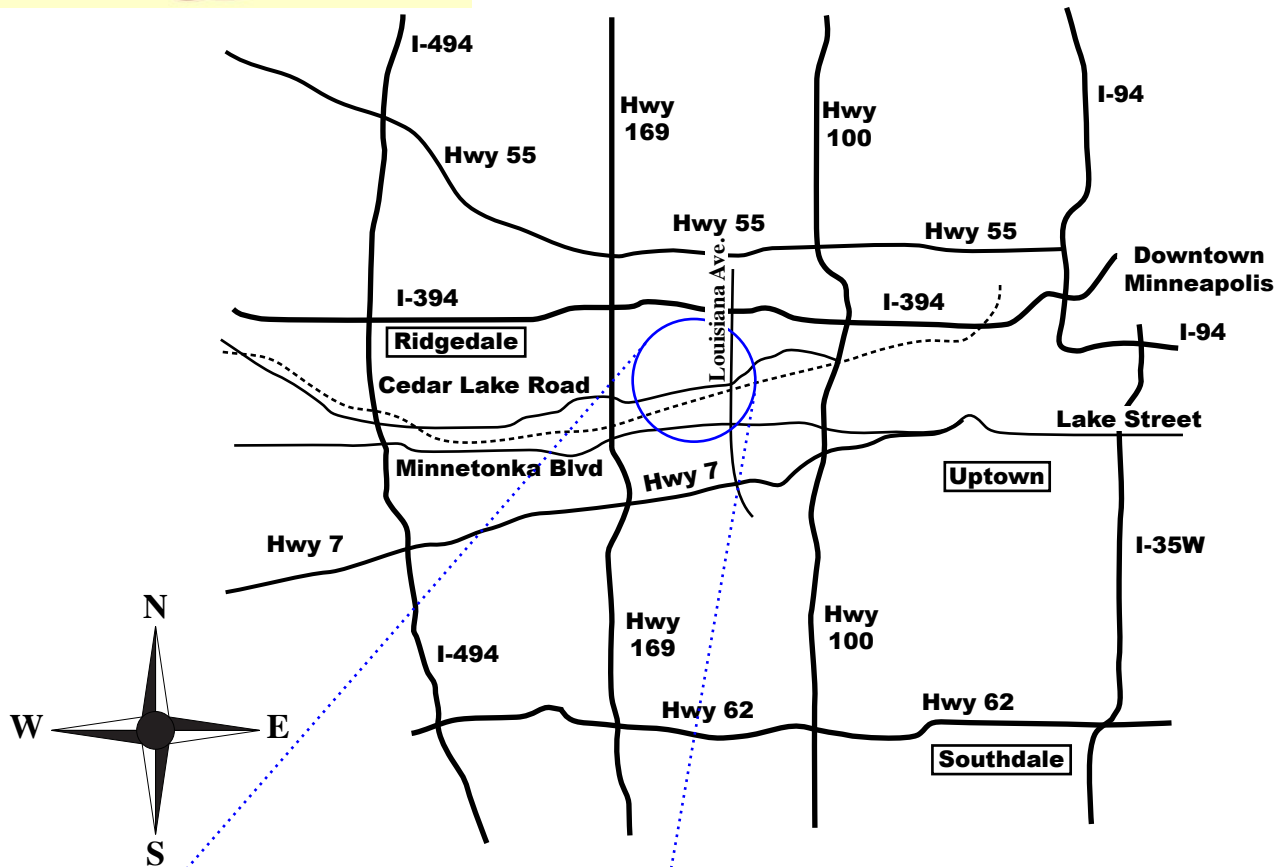 I-494
I-94
Hwy
169
Hwy
100
Hwy 55
Hwy 55
Hwy 55
Louisiana Ave.
Downtown
Minneapolis
I-394
I-394
I-94
Ridgedale
Cedar Lake Road
Lake Street
Minnetonka Blvd
Hwy 7
Uptown
Hwy 7
I-35W
N
Hwy
169
Hwy
100
I-494
W
E
Hwy 62
Hwy 62
Southdale
S